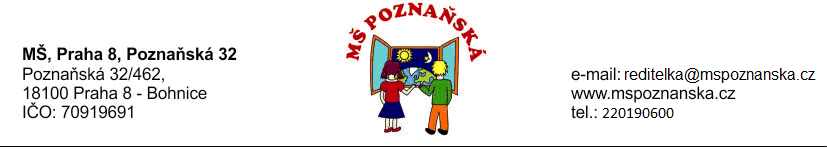 MŠ POZNAŇSKÁ
MŠ, Praha 8, Poznaňská 32
Poznaňská 32/462,
18100 Praha 8 - Bohnice
IČO: 70919691
e-mail: reditelka@mspoznanska.cz
www.mspoznanska.cz
tel.: 220190600